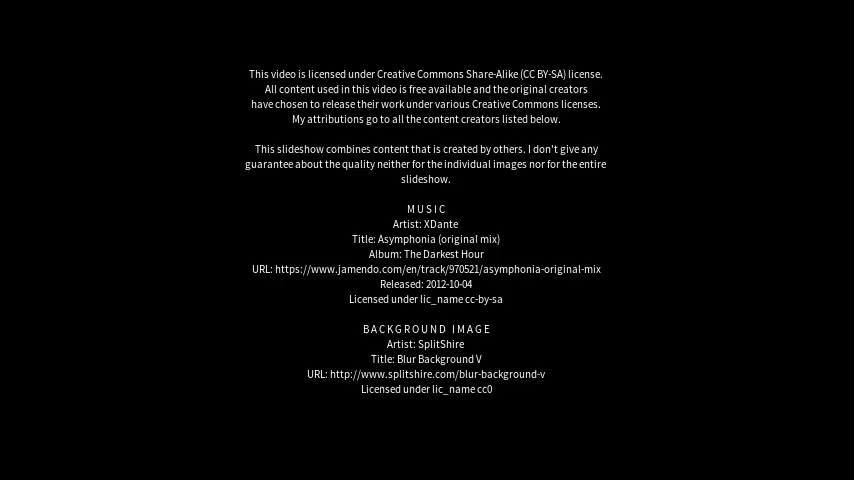 This video is licensed under Creative Commons Share-Alike (CC BY-SA) license.
All content used in this video is free available and the original creators
have chosen to release their work under various Creative Commons licenses.
My attributions go to all the content creators listed below.
This slideshow combines content that is created by others. I don't give any
guarantee about the quality neither for the individual images nor for the entire
slideshow.
MUSIC
Artist: XDante
Title: Asymphonia (original mix)
Album: The Darkest Hour
URL: https://www.jamendo.com/en/track/970521/asymphonia-original-mix
Released: 2012-10-04
Licensed under lic_name cc-by-sa
BACKGROUND IMAGE
Artist: SplitShire
Title: Blur Background V
URL: http://www.splitshire.com/blur-background-v
Licensed under lic_name cc0